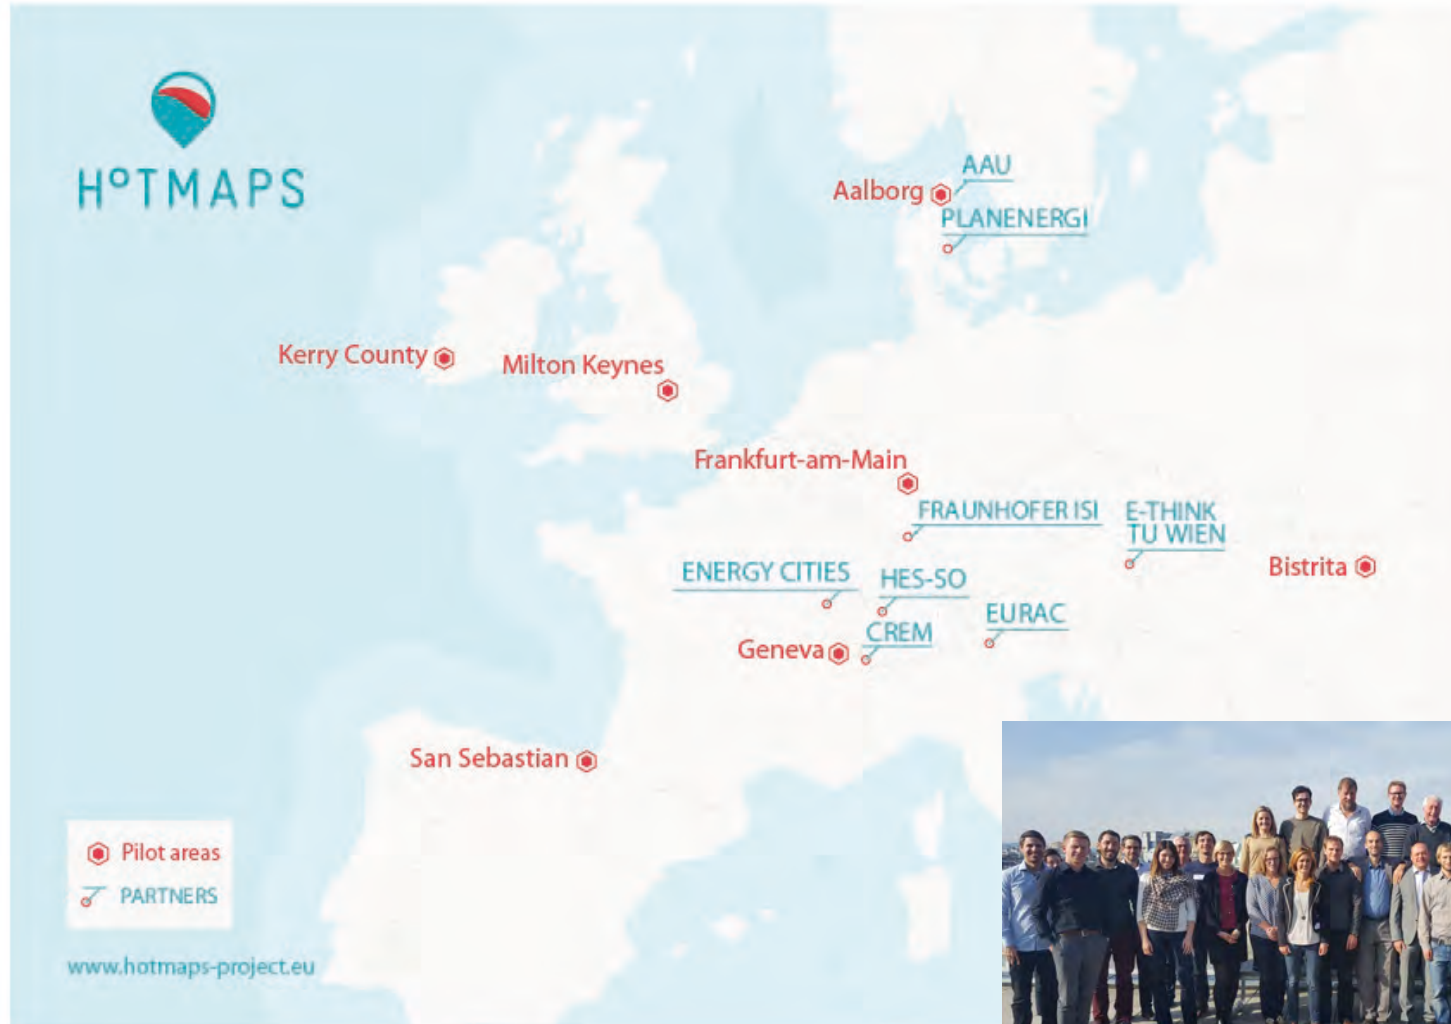 HOTMAPS
AAU
Aalborg
PLANENERGI
Kerry County
Milton Keynes
Frankfurt-am-Main
FRAUNHOFER ISI
E-THINK
TU WIEN
Bistrita
ENERGY CITIES
HES-SO
EURAC
CREM
Geneva
San Sebastian
Pilot areas
PARTNERS
www.hotmaps-project.eu